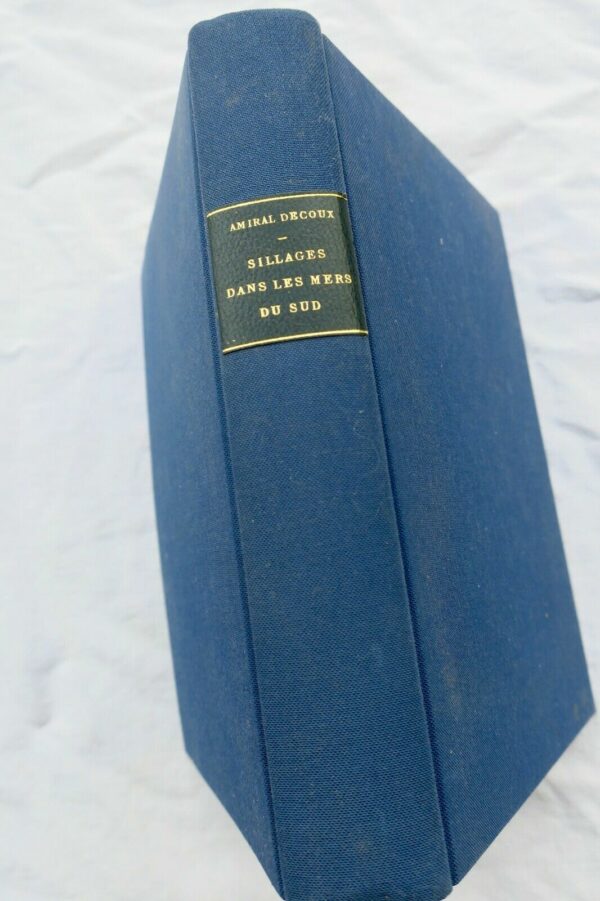 AMIRAL DECOUX
–
SILLAGES
DANS LES MERS
DU SUD